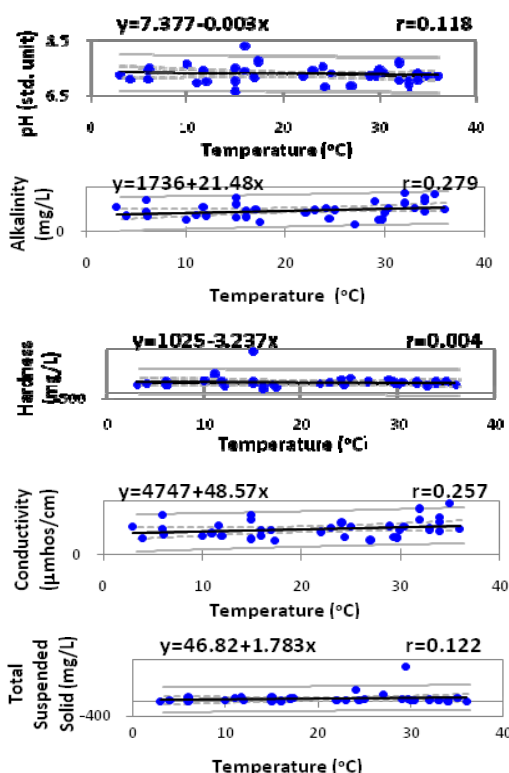 y=7.377-0.003x r=0.118
8.5
6.5
pH (std. unit)
0 10 20 30 40
Temperature (°C)
y=1736+21.48x r=0.279
Alkalinity
(mg/L)
0
0 10 20 30 40
Temperature (°C)
y=1025-3.237x r=0.004
Hardness
(mg/L)
0 10 20 30 40
Temperature (°C)
y=4747+48.57x r=0.257
Conductivity
(µmhos/cm)
0
0 10 20 30 40
Temperature (°C)
y=46.82+1.783x r=0.122
Total
Suspended
Solid (mg/L)
-400
0 10 20 30 40
Temperature (°C)